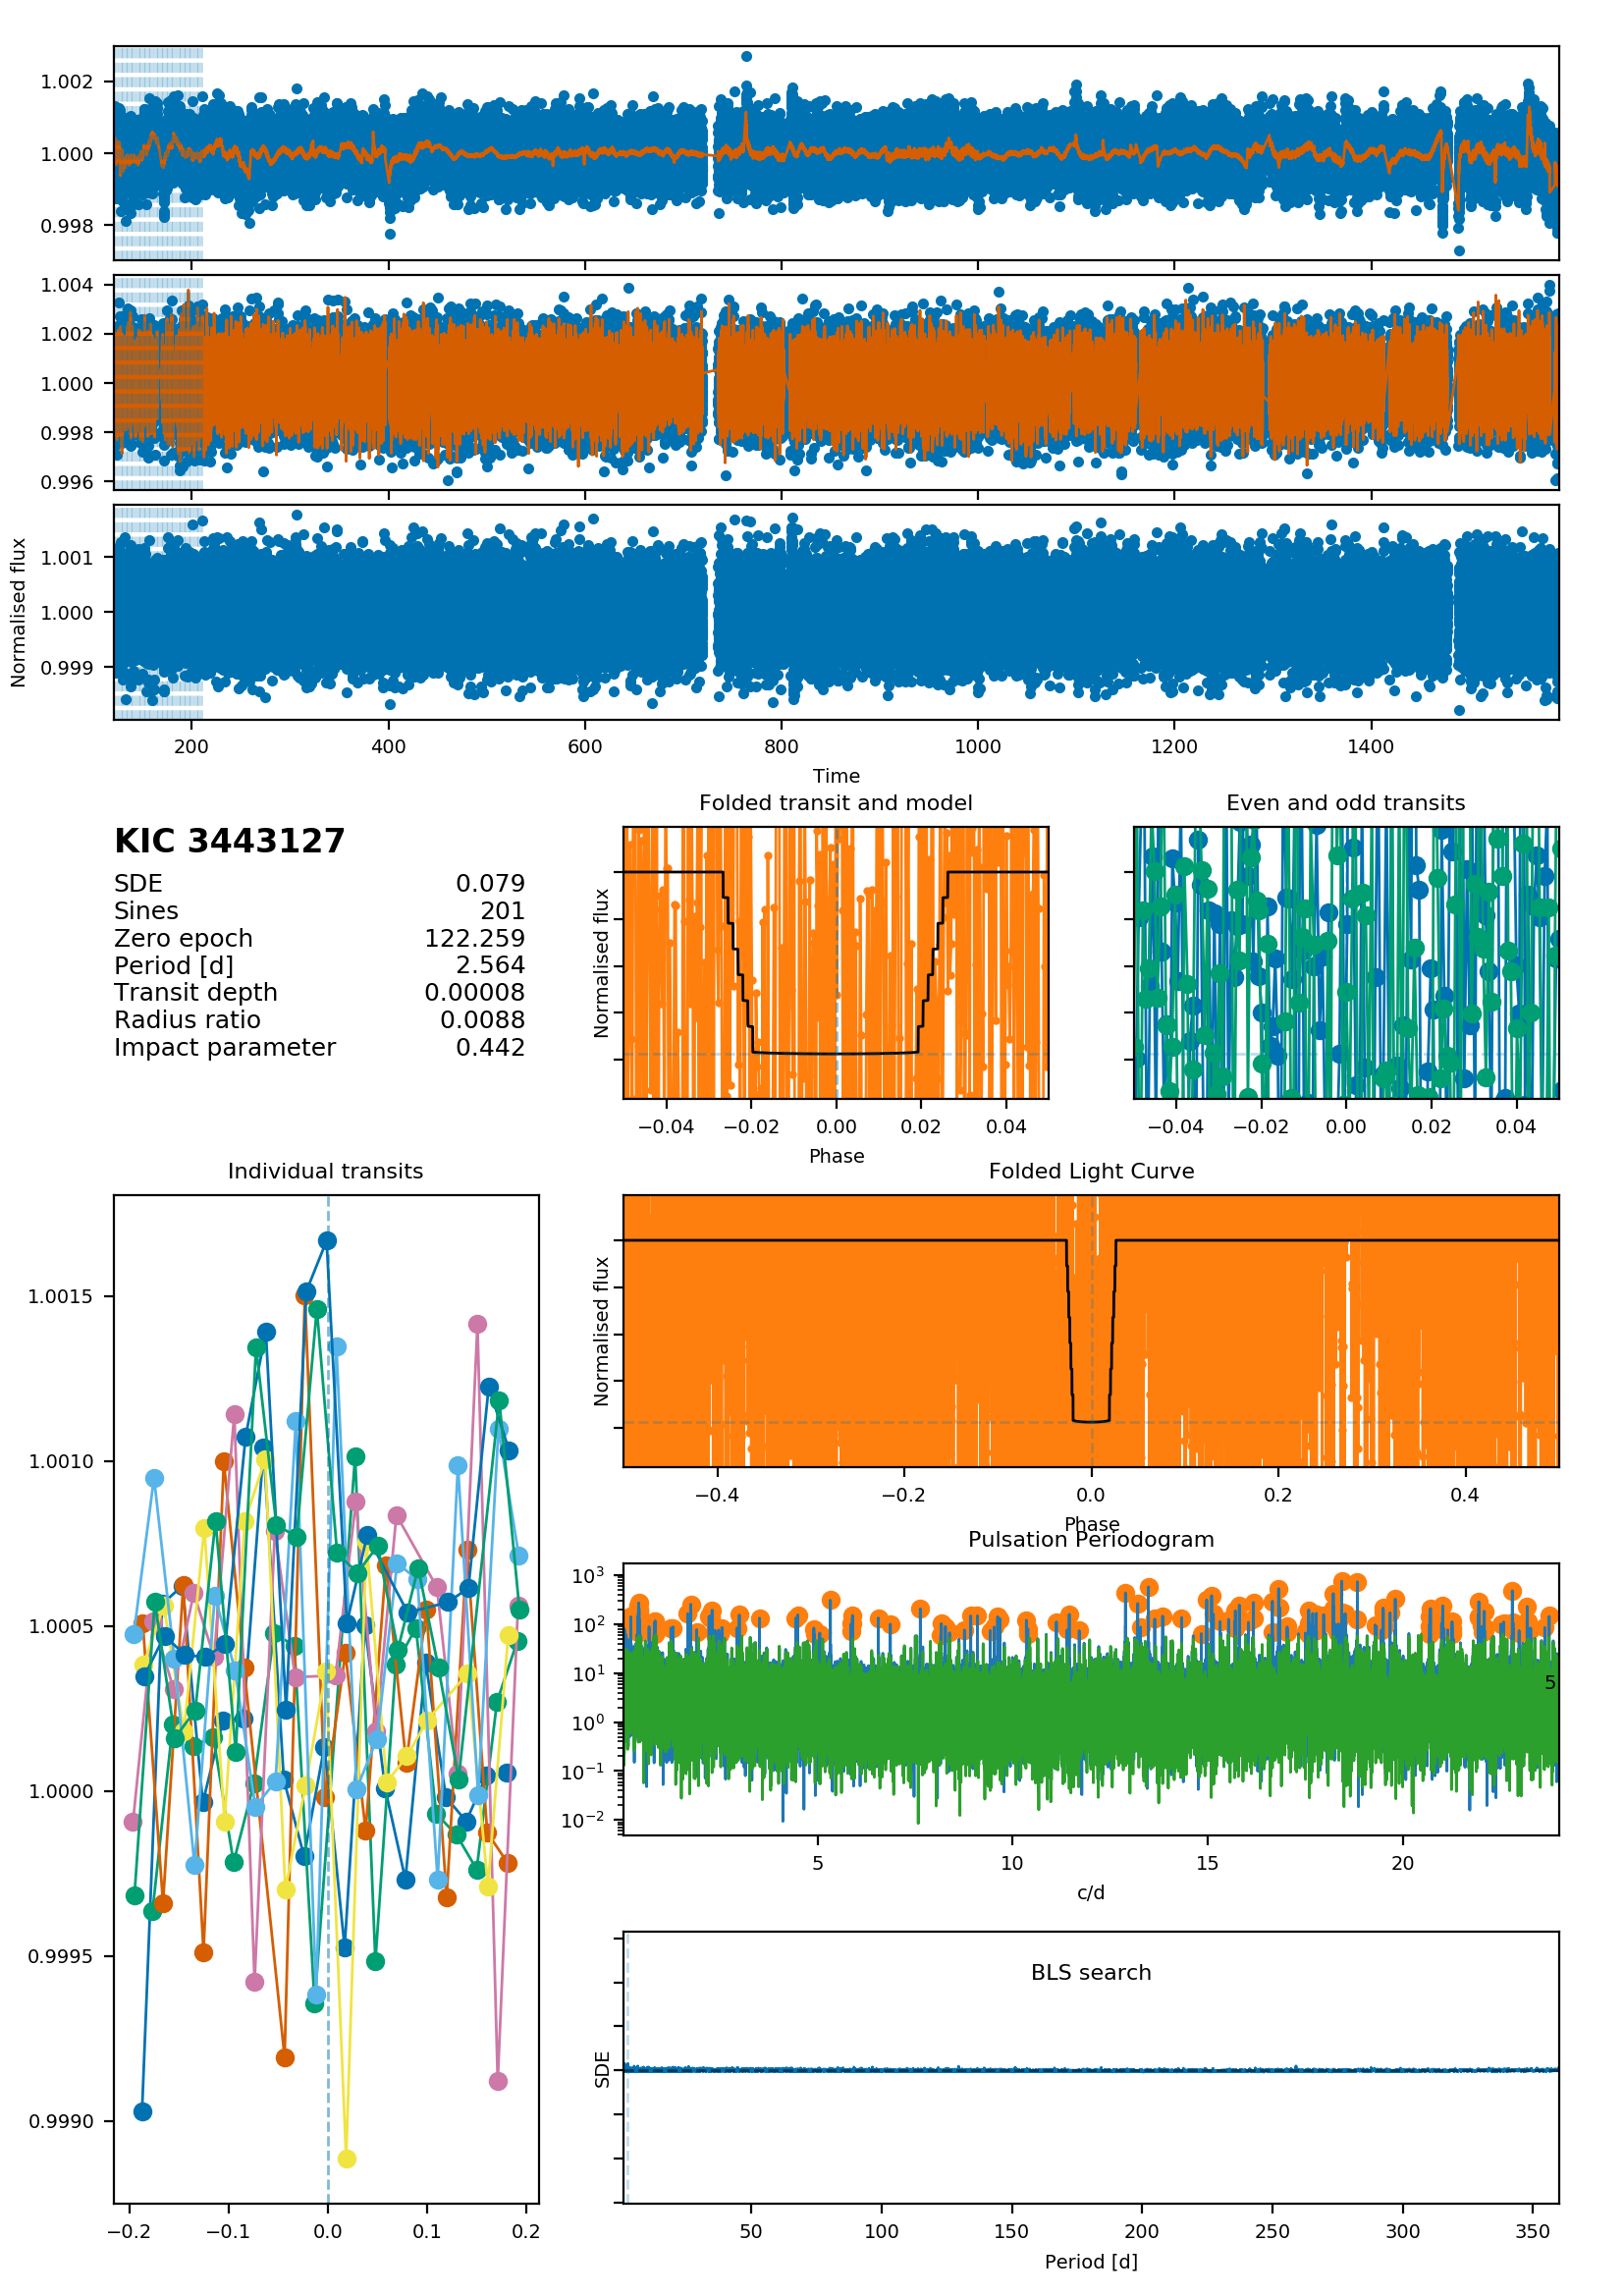 1.002
1.000
0.998
1.004
1.002
1.000
0.998
0.996
Normalised flux
1.001
1.000
0.999
200 400 600 800 1000 1200 1400
Time
KIC 3443127
SDE 0.079
Sines 201
Zero epoch 122.259
Period [d] 2.564
Transit depth 0.00008
Radius ratio 0.0088
Impact parameter 0.442
Folded transit and model
Normalised flux
−0.04 −0.02 0.00 0.02 0.04
Phase
Even and odd transits
−0.04 −0.02 0.00 0.02 0.04
Individual transits
1.0015
1.0010
1.0005
1.0000
0.9995
0.9990
−0.2 −0.1 0.0 0.1 0.2
Folded Light Curve
Normalised flux
−0.4 −0.2 0.0 0.2 0.4
Phase
Pulsation Periodogram
10³
10²
10¹
10⁰
10⁻¹
10⁻²
5
5 10 15 20
c/d
BLS search
SDE
50 100 150 200 250 300 350
Period [d]